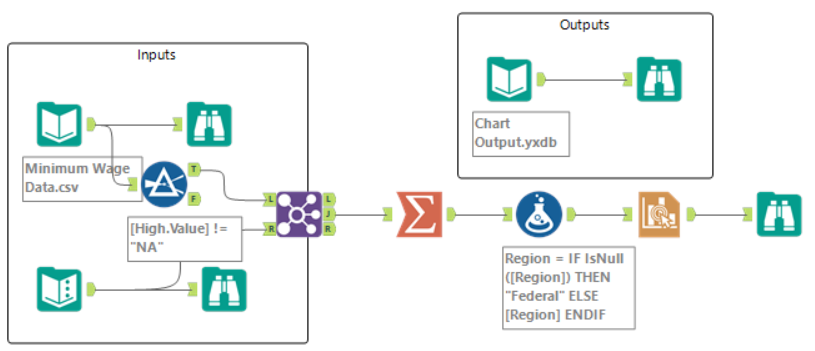 Inputs
Outputs
Chart
Output.yxdb
Minimum Wage
Data.csv
T
F
[High.Value] !=
"NA"
L
R
L
J
R
Region = IF IsNull
([Region]) THEN
"Federal" ELSE
[Region] ENDIF